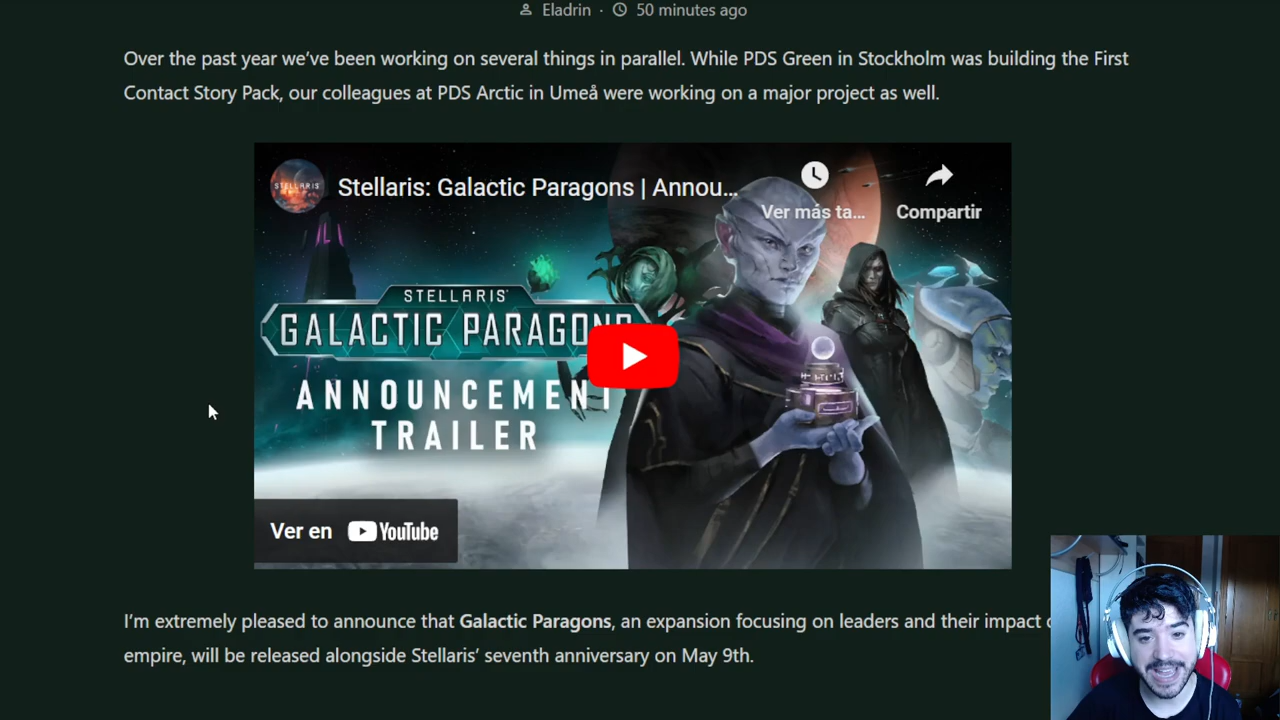 Eladrin · 50 minutes ago
Over the past year we’ve been working on several things in parallel. While PDS Green in Stockholm was building the First
Contact Story Pack, our colleagues at PDS Arctic in Umeå were working on a major project as well.
STELLARIS
Stellaris: Galactic Paragons | Annou...
Ver más ta...
Compartir
STELLARIS
GALACTIC PARAGONS
ANNOUNCEMENT
TRAILER
Ver en YouTube
I’m extremely pleased to announce that Galactic Paragons, an expansion focusing on leaders and their impact
empire, will be released alongside Stellaris’ seventh anniversary on May 9th.